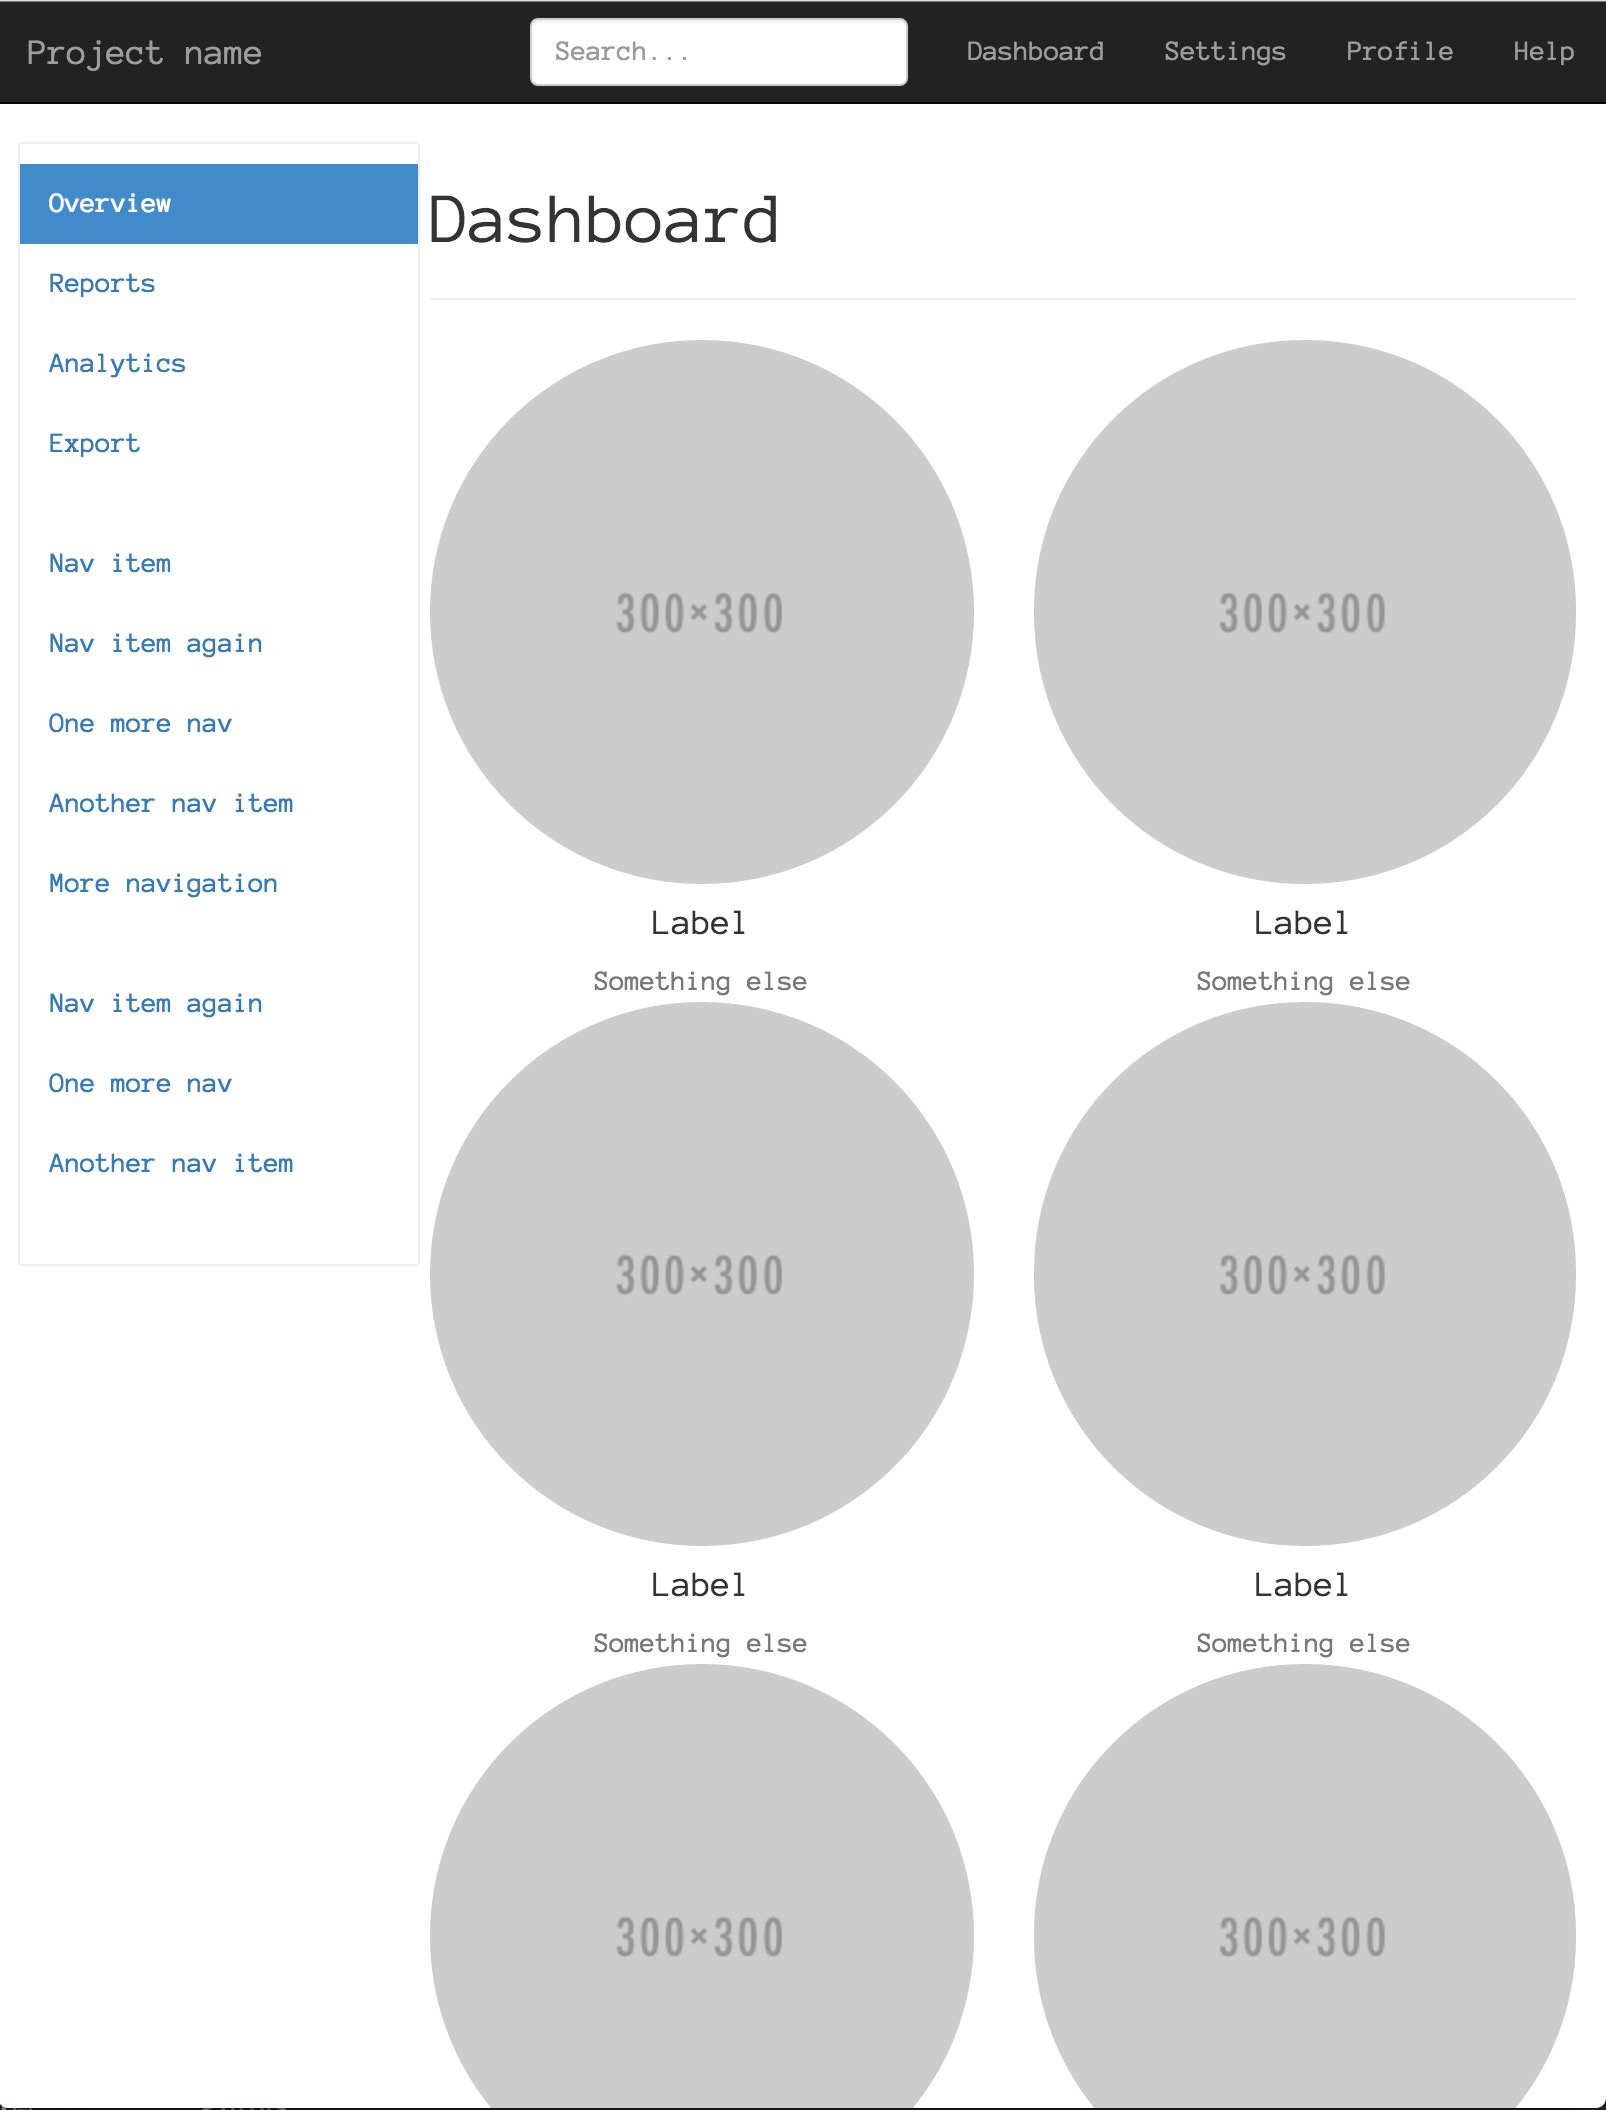 Project name
Search...
Dashboard
Settings
Profile
Help
Overview
Reports
Analytics
Export
Nav item
Nav item again
One more nav
Another nav item
More navigation
Nav item again
One more nav
Another nav item
Dashboard
300×300
300×300
Label
Label
Something else
Something else
300×300
300×300
Label
Label
Something else
Something else
300×300
300×300